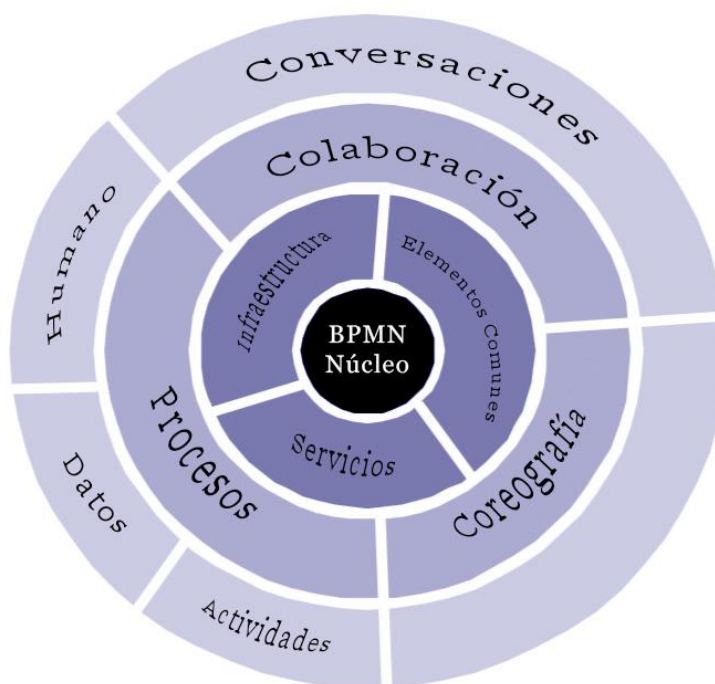 Conversaciones
Colaboración
Humano
Infraestructura
Elementos Comunes
BPMN
Núcleo
Procesos
Servicios
Coreografía
Datos
Actividades